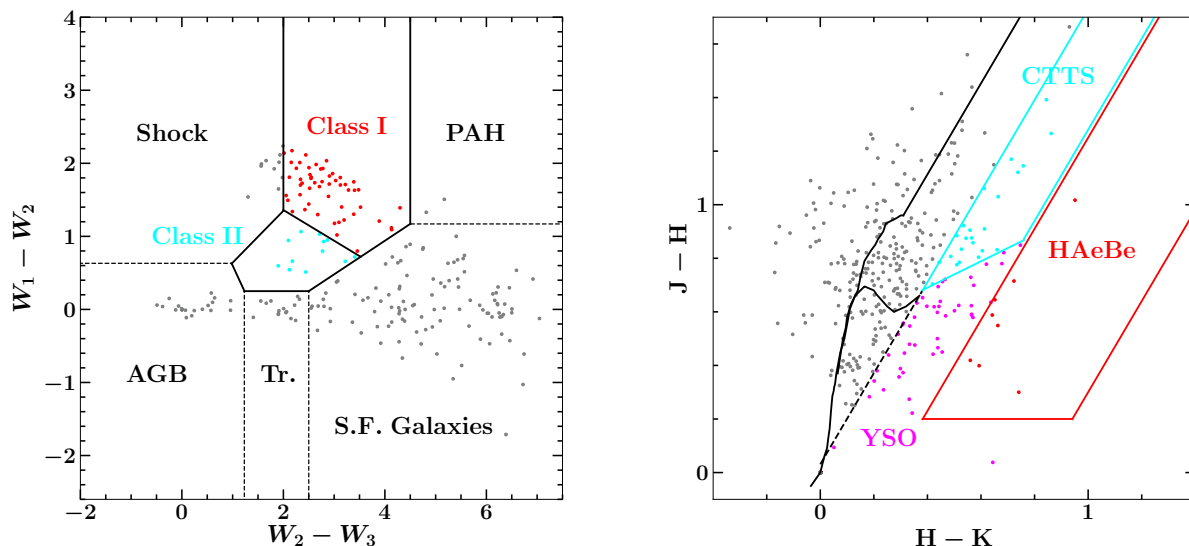 4
3
2
1
0
−1
−2
W₁ − W₂
Shock
Class I
PAH
Class II
AGB
Tr.
S.F. Galaxies
−2
0
2
4
6
W₂ − W₃
1
0
J − H
CTTS
HAeBe
YSO
0
1
H − K